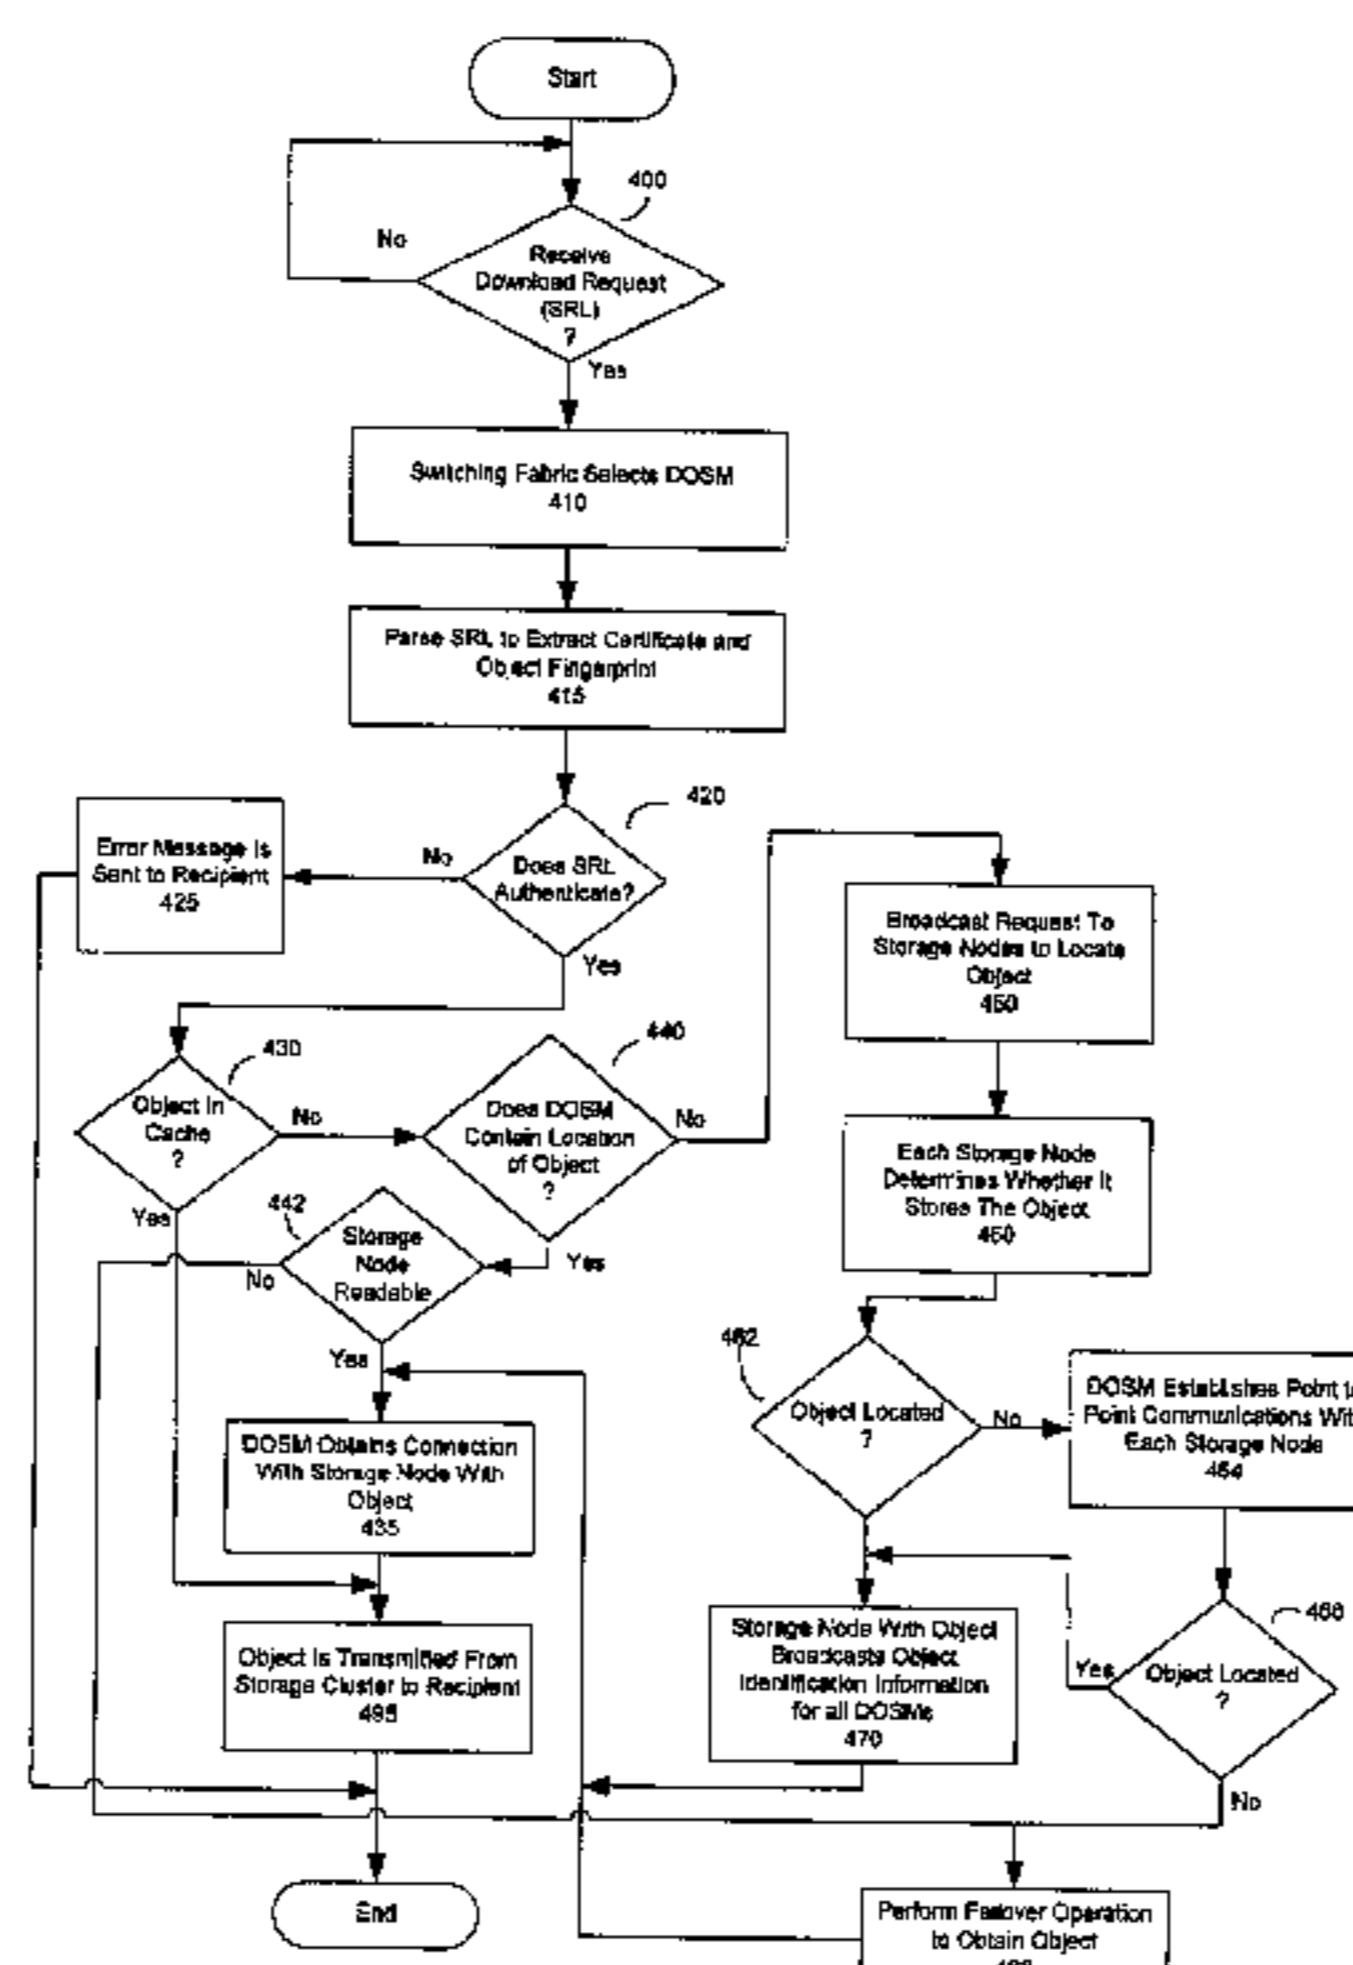 Start
400
No
Receive
Download Request
(SRL)
?
Yes
Switching Fabric Selects DOSM
410
Parse SRL to Extract Certificate and
Object Fingerprint
415
420
Error Message Is
Sent to Recipient
425
No
Does SRL
Authenticate?
Yes
Broadcast Request To
Storage Nodes to Locate
Object
450
430
Object In
Cache
?
No
Yes
440
Does DOSM
Contain Location
of Object
?
No
Yes
Each Storage Node
Determines Whether It
Stores The Object
460
442
Storage
Node
Readable
No
Yes
462
Object Located
?
No
DOSM Establishes Point
Point Communications
Each Storage Node
464
DOSM Obtains Connection
With Storage Node With
Object
435
Object Is Transmitted From
Storage Cluster to Recipient
495
Storage Node With Object
Broadcasts Object
Identification Information
for all DOSMs
470
Yes
Object Located
?
No
End
Perform Failover Operation
to Obtain Object